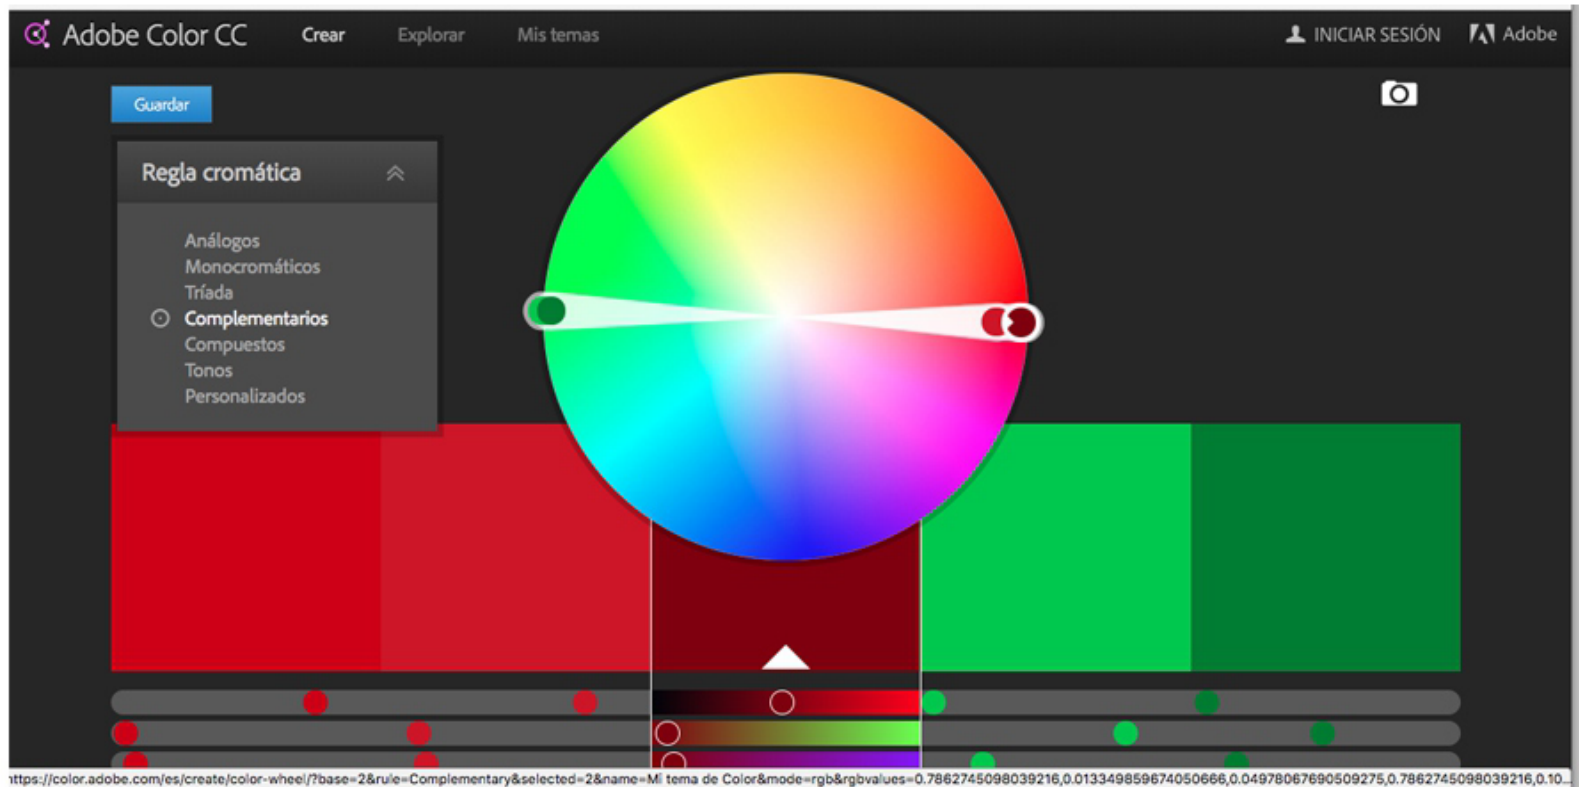 Adobe Color CC Crear Explorar Mis temas INICIAR SESIÓN Adobe
Guardar
Regla cromática
Análogos
Monocromáticos
Tríada
Complementarios
Compuestos
Tonos
Personalizados
https://color.adobe.com/es/create/color-wheel/?base=2&rule=Complementary&selected=2&name=Mi tema de Color&mode=rgb&rgbvalues=0.7862745098039216,0.013349859674050666,0.04978067690509275,0.7862745098039216,0.10...